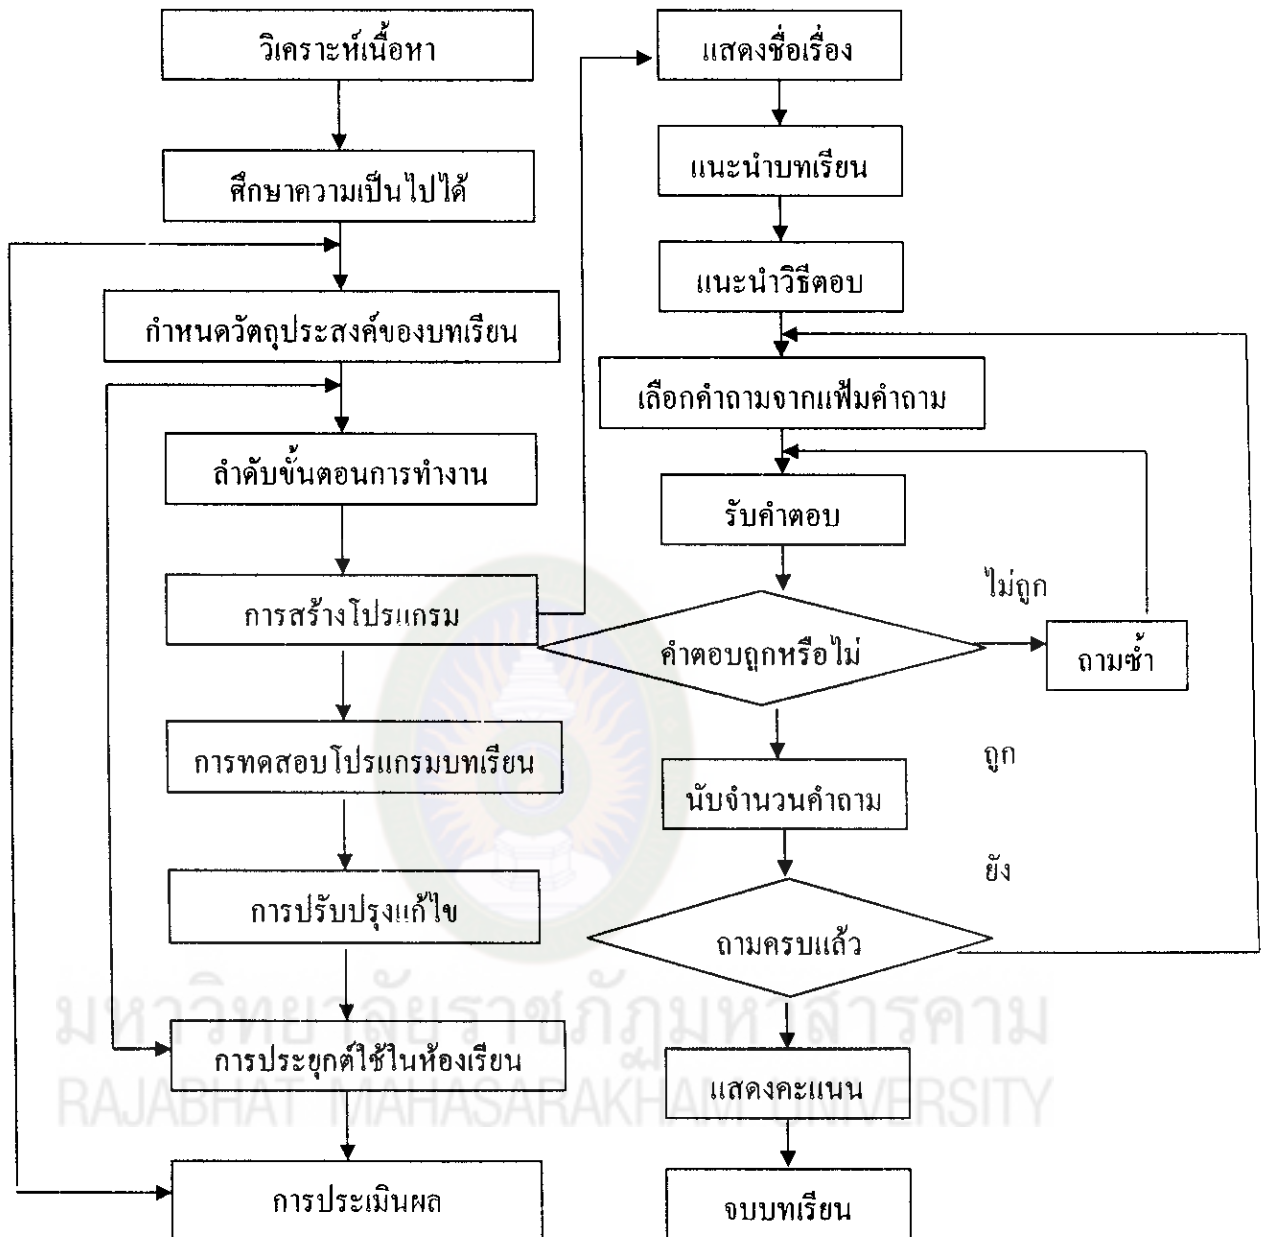 วิเคราะห์เนื้อหา
ศึกษาความเป็นไปได้
กำหนดวัตถุประสงค์ของบทเรียน
ลำดับขั้นตอนการทำงาน
การสร้างโปรแกรม
การทดสอบโปรแกรมบทเรียน
การปรับปรุงแก้ไข
การประยุกต์ใช้ในห้องเรียน
การประเมินผล
แสดงชื่อเรื่อง
แนะนำบทเรียน
แนะนำวิธีตอบ
เลือกคำถามจากแฟ้มคำถาม
รับคำตอบ
คำตอบถูกหรือไม่
ไม่ถูก
ถามซ้ำ
ถูก
นับจำนวนคำถาม
ยัง
ถามครบแล้ว
แสดงคะแนน
จบบทเรียน
มหาวิทยาลัยราชภัฏมหาสารคาม
RAJABHAT MAHASARAKHAM UNIVERSITY